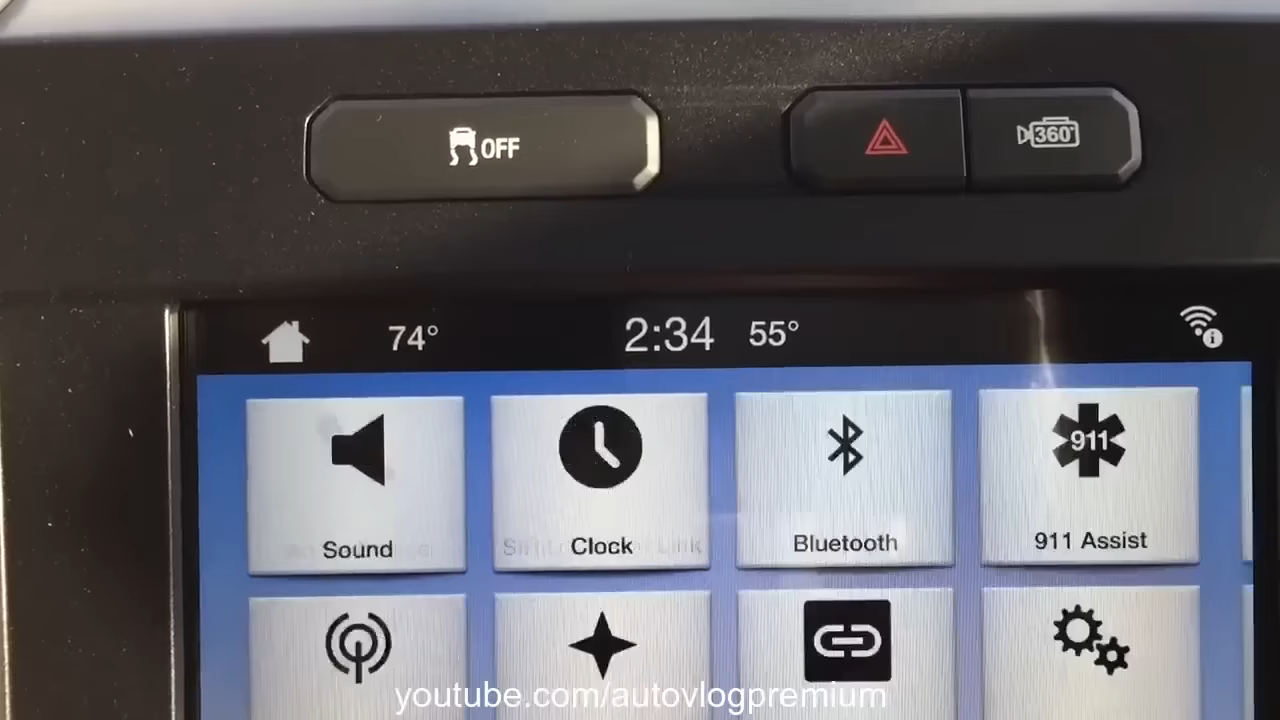 OFF
360°
74°
2:34
55°
Sound
Clock
Bluetooth
911
911 Assist
youtube.com/autovlogpremium